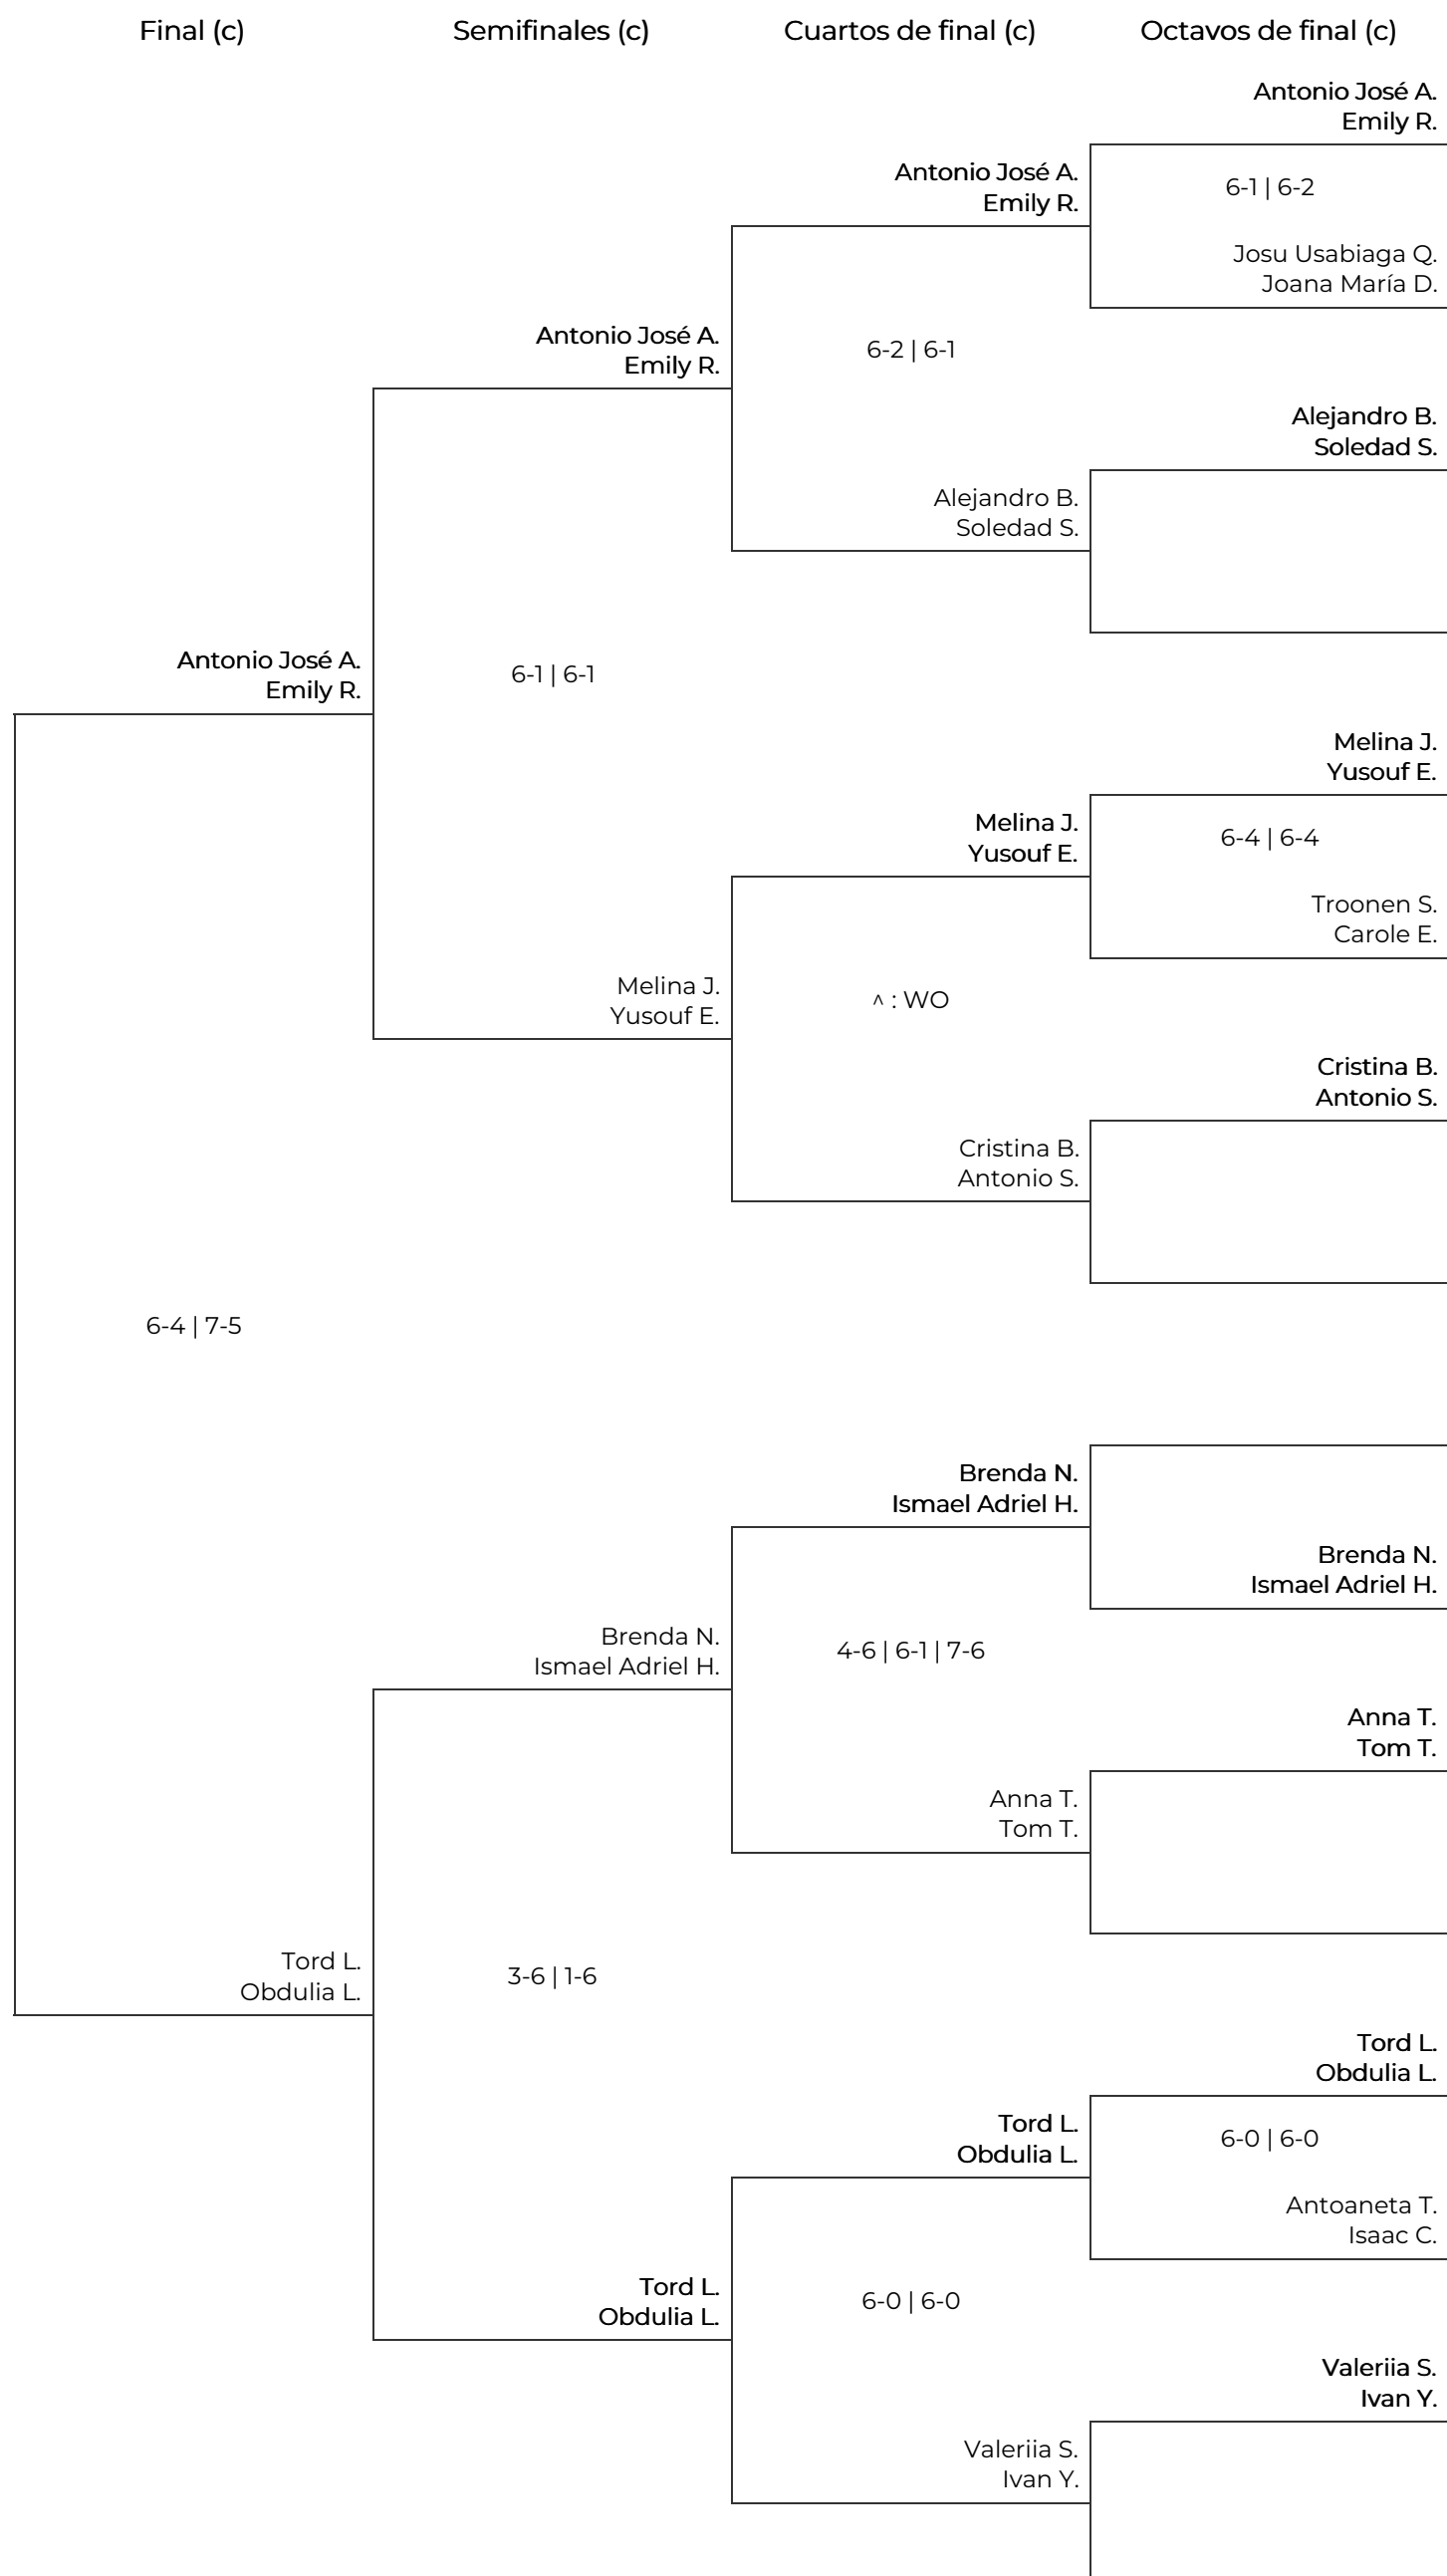 Final (c)
Semifinales (c)
Cuartos de final (c)
Octavos de final (c)
Antonio José A.
Emily R.
Antonio José A.
Emily R.
6-1 | 6-2
Josu Usabiaga Q.
Joana María D.
Antonio José A.
Emily R.
6-2 | 6-1
Alejandro B.
Soledad S.
Alejandro B.
Soledad S.
Antonio José A.
Emily R.
6-1 | 6-1
Melina J.
Yusouf E.
Melina J.
Yusouf E.
6-4 | 6-4
Troonen S.
Carole E.
Melina J.
Yusouf E.
^ : WO
Cristina B.
Antonio S.
Cristina B.
Antonio S.
6-4 | 7-5
Brenda N.
Ismael Adriel H.
Brenda N.
Ismael Adriel H.
Brenda N.
Ismael Adriel H.
4-6 | 6-1 | 7-6
Anna T.
Tom T.
Anna T.
Tom T.
Tord L.
Obdulia L.
3-6 | 1-6
Tord L.
Obdulia L.
Tord L.
Obdulia L.
6-0 | 6-0
Antoaneta T.
Isaac C.
Tord L.
Obdulia L.
6-0 | 6-0
Valeriia S.
Ivan Y.
Valeriia S.
Ivan Y.